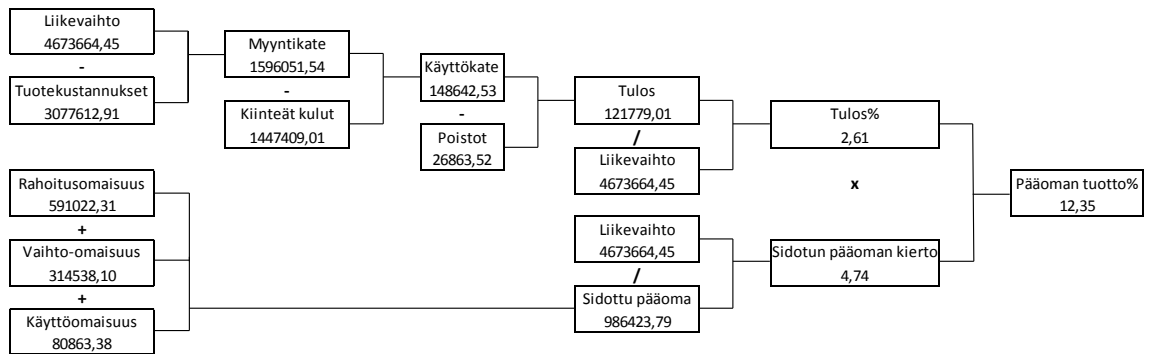 Liikevaihto
4673664,45
-
Tuotekustannukset
3077612,91
Myyntikate
1596051,54
-
Kiinteät kulut
1447409,01
Käyttökate
148642,53
-
Poistot
26863,52
Tulos
121779,01
/
Liikevaihto
4673664,45
Tulos%
2,61
x
Pääoman tuotto%
12,35
Rahoitusomaisuus
591022,31
+
Vaihto-omaisuus
314538,10
+
Käyttöomaisuus
80863,38
Liikevaihto
4673664,45
/
Sidottu pääoma
986423,79
Sidotun pääoman kierto
4,74